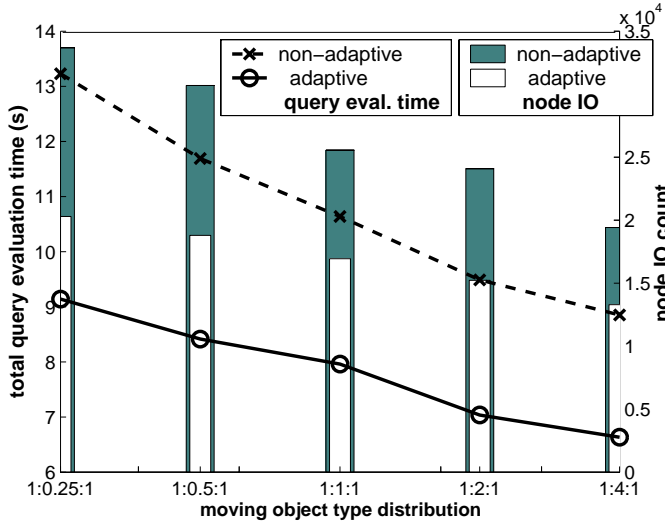 x 10⁴
14
13
12
11
10
9
8
7
6
total query evaluation time (s)
non−adaptive
adaptive
query eval. time
non−adaptive
adaptive
node IO
3.5
2.5
2
1.5
1
0.5
0
node IO count
1:0.25:1
1:0.5:1
1:1:1
1:2:1
1:4:1
moving object type distribution